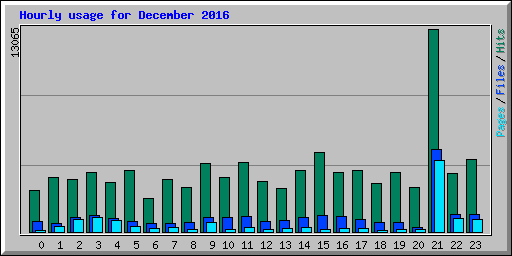 Hourly usage for December 2016
13065
Pages / Files / Hits
0 1 2 3 4 5 6 7 8 9 10 11 12 13 14 15 16 17 18 19 20 21 22 23